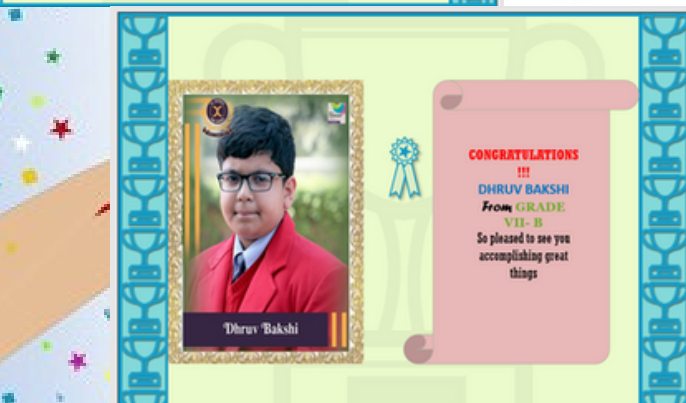 Dhruv Bakshi
CONGRATULATIONS
!!!
DHRUV BAKSHI
From GRADE
VII- B
So pleased to see you
accomplishing great
things